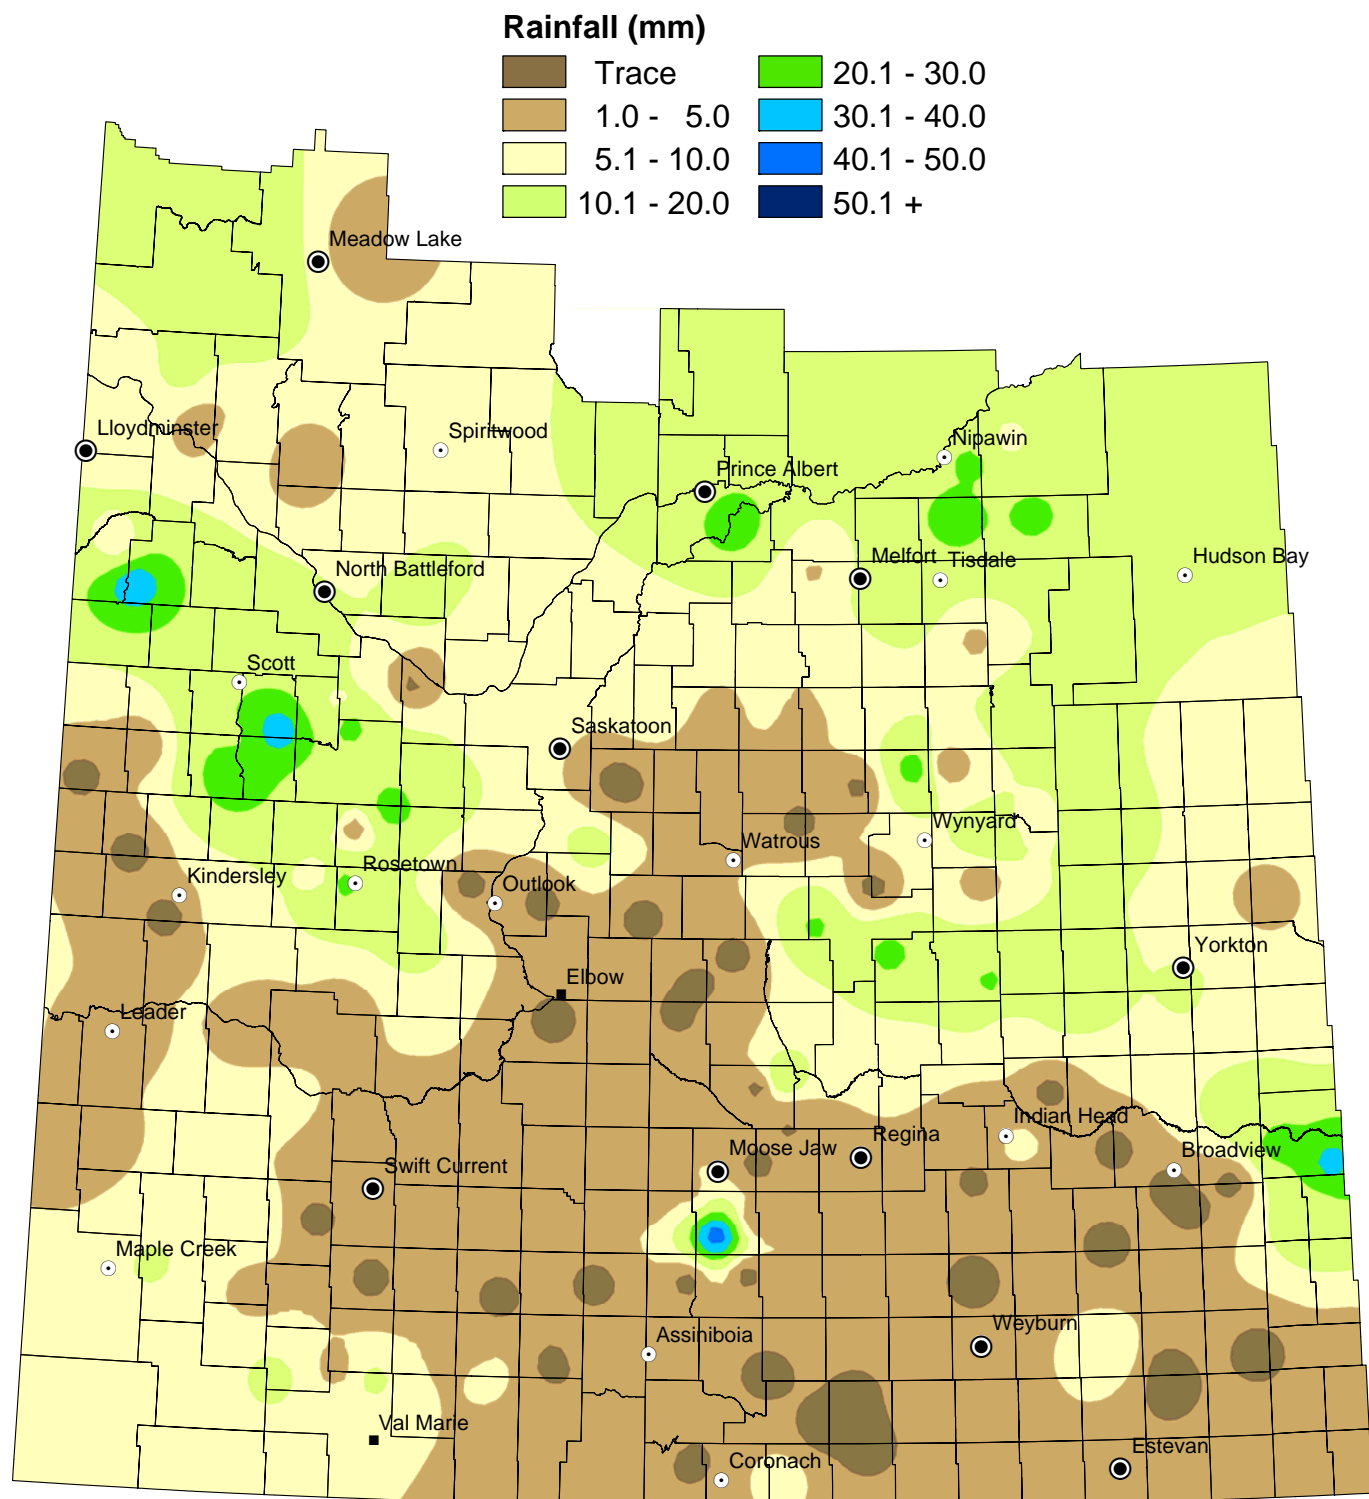 Rainfall (mm)
Trace
20.1 - 30.0
1.0 - 5.0
30.1 - 40.0
5.1 - 10.0
40.1 - 50.0
10.1 - 20.0
50.1 +
Meadow Lake
Lloydminster
Spiritwood
Nipawin
Prince Albert
North Battleford
Melfort
Tisdale
Hudson Bay
Scott
Saskatoon
Wynyard
Watrous
Rosetown
Kindersley
Outlook
Yorkton
Elbow
Leader
Indian Head
Regina
Moose Jaw
Broadview
Swift Current
Maple Creek
Weyburn
Assiniboia
Val Marie
Estevan
Coronach